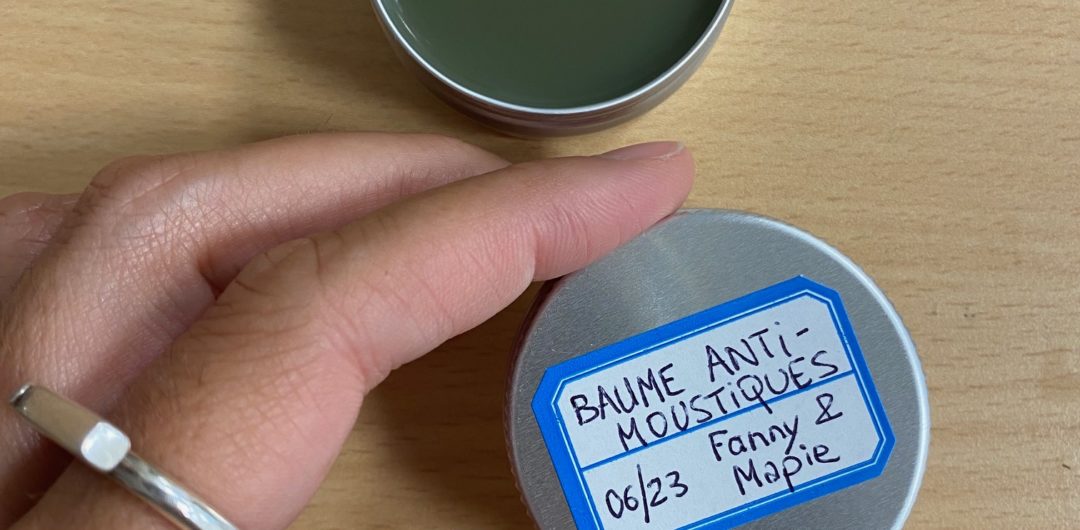 BAUME ANTi-
MOUSTiQUES
06/23 Fanny &
Mapie